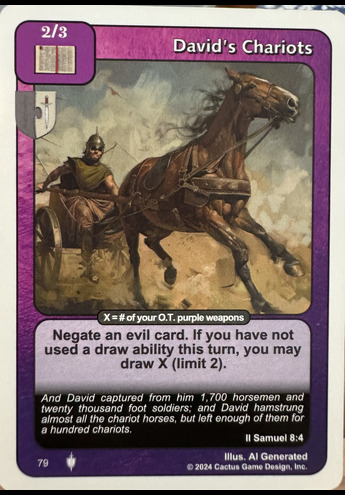 2/3
David's Chariots
X = # of your O.T. purple weapons
Negate an evil card. If you have not
used a draw ability this turn, you may
draw X (limit 2).
And David captured from him 1,700 horsemen and
twenty thousand foot soldiers; and David hamstrung
almost all the chariot horses, but left enough of them for
a hundred chariots.
II Samuel 8:4
Illus. AI Generated
79
© 2024 Cactus Game Design, Inc.